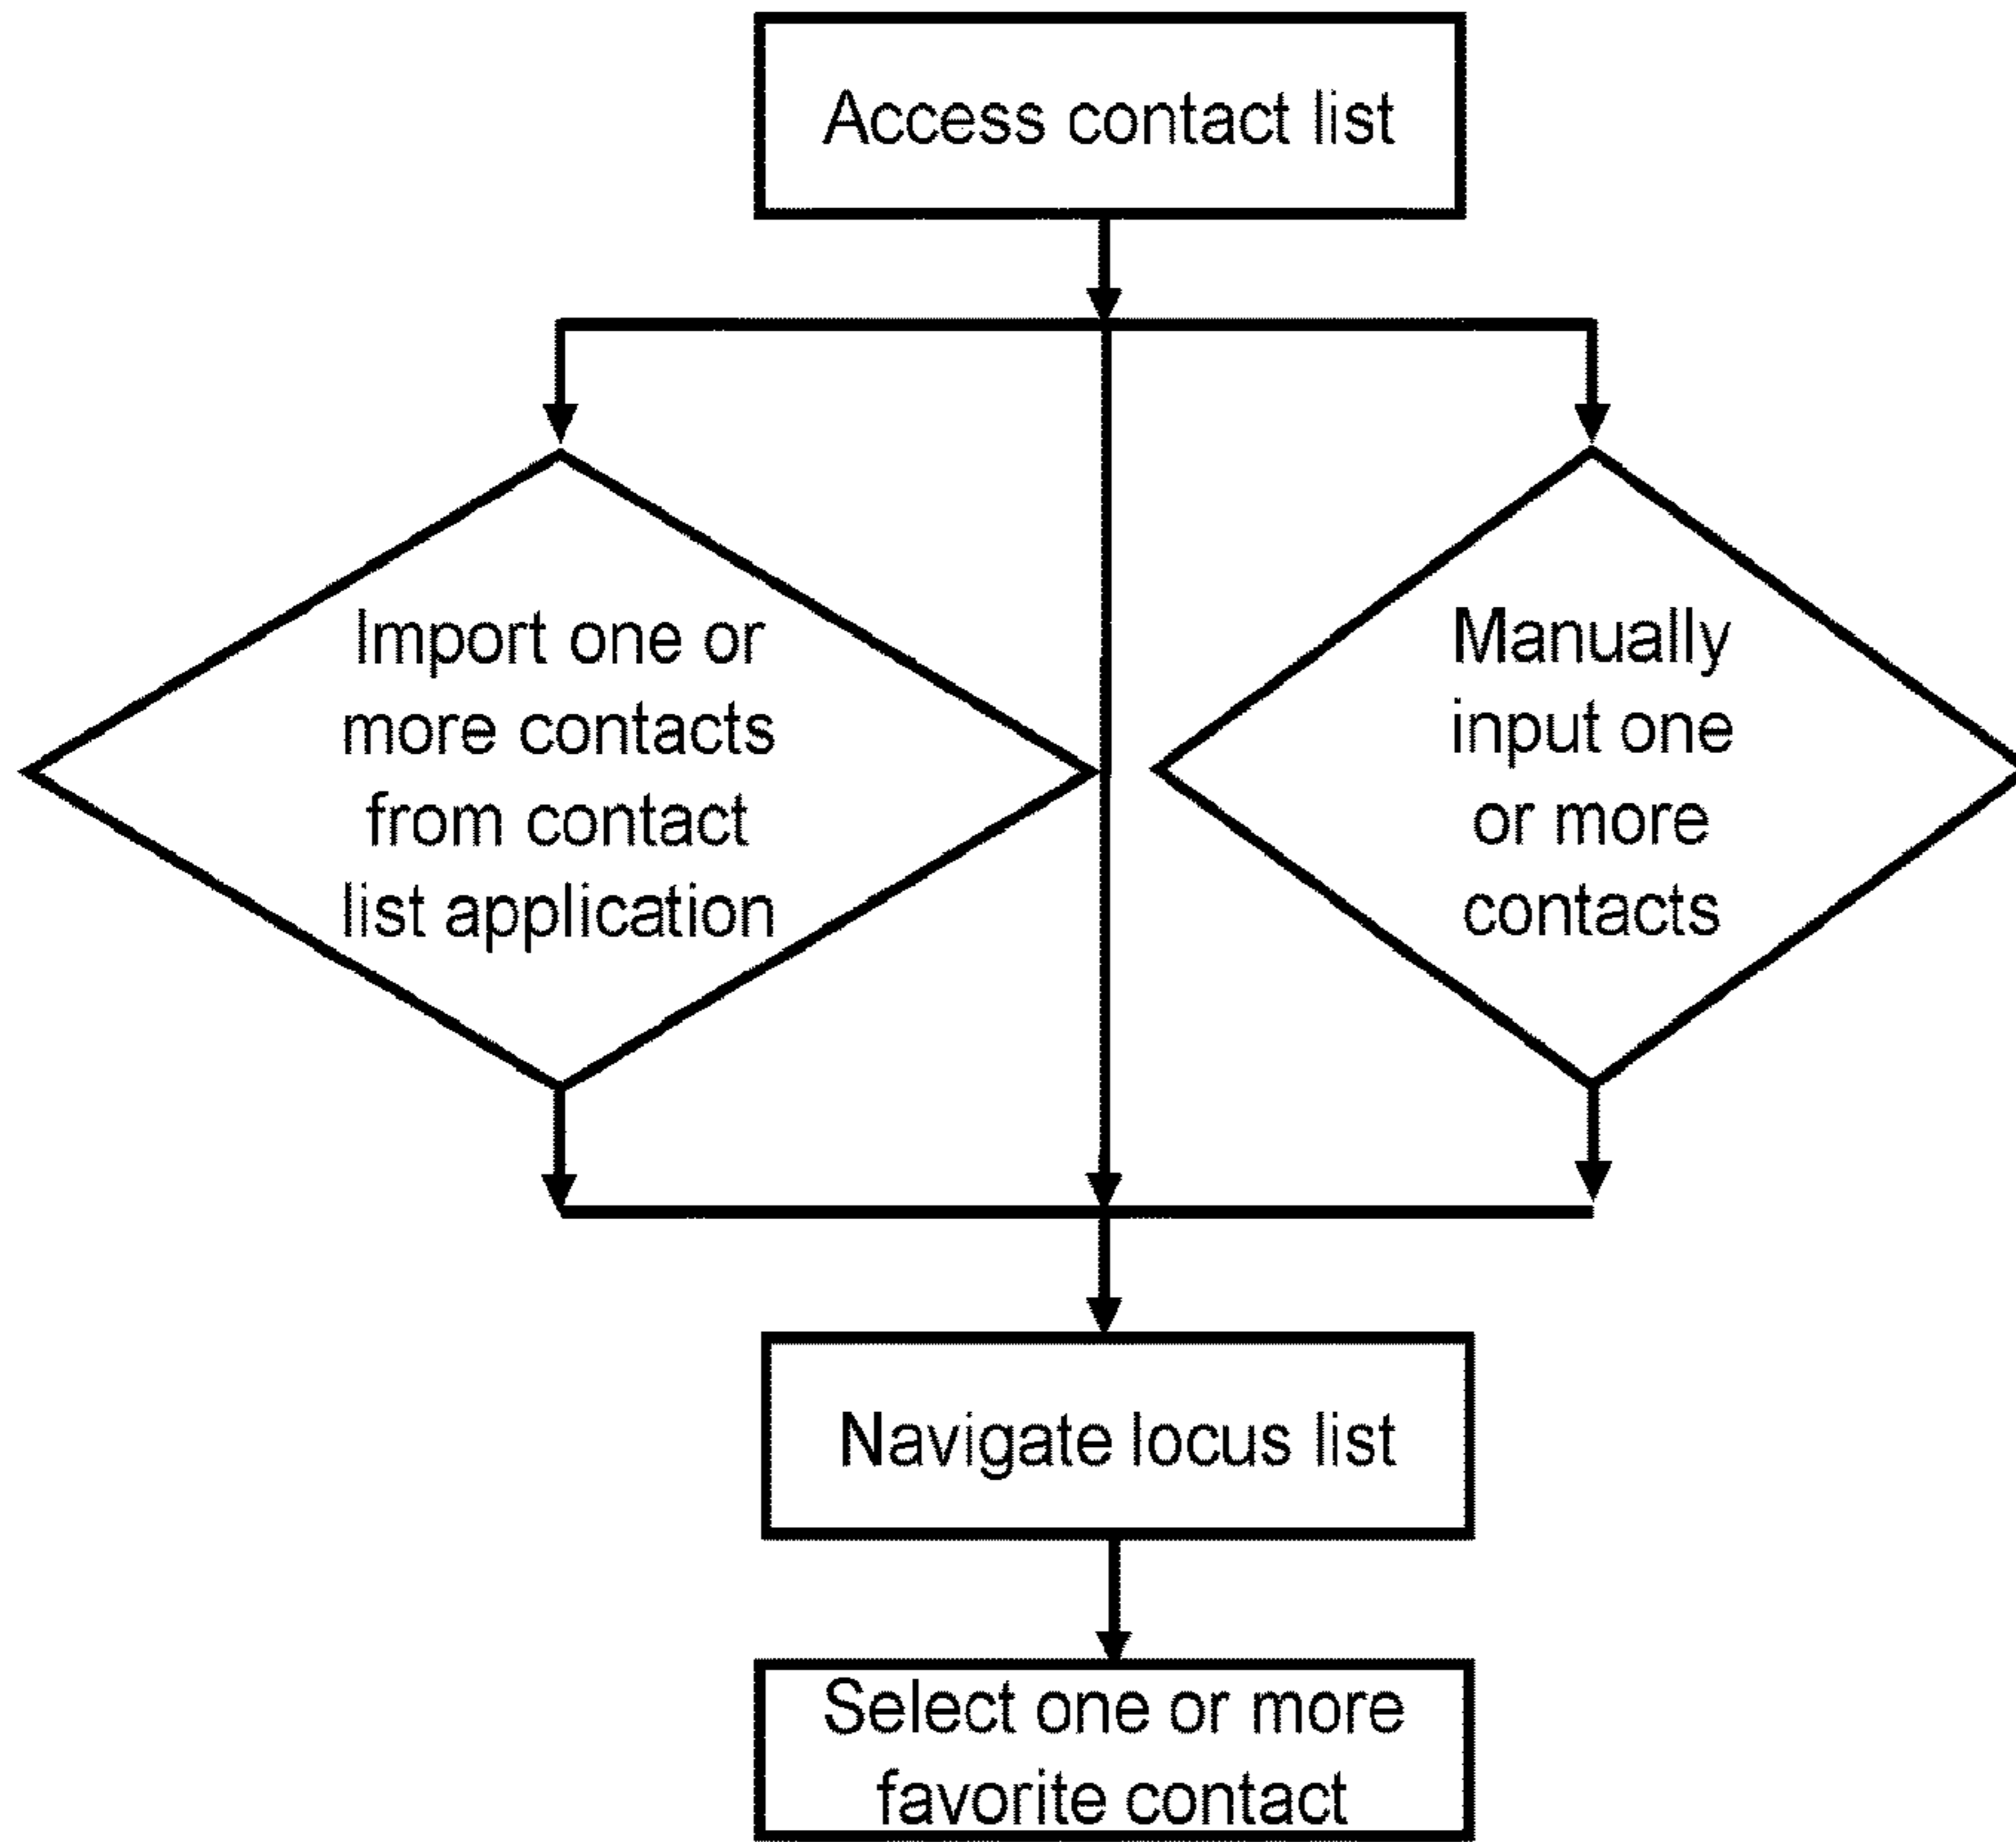 Access contact list
Import one or
more contacts
from contact
list application
Manually
input one
or more
contacts
Navigate locus list
Select one or more
favorite contact